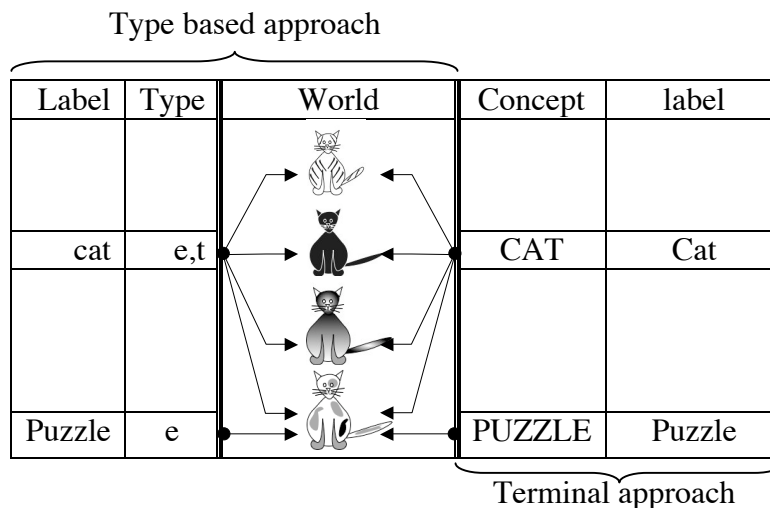 Type based approach
Label Type World Concept label
cat e,t CAT Cat
Puzzle e PUZZLE Puzzle
Terminal approach